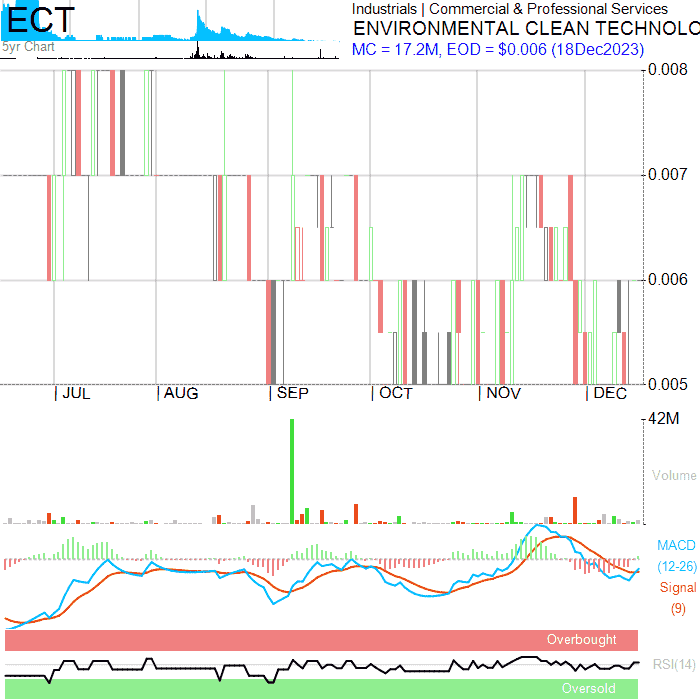 ECT
5yr Chart
Industrials | Commercial & Professional Services
ENVIRONMENTAL CLEAN TECHNOLO
MC = 17.2M, EOD = $0.006 (18Dec2023)
0.008
0.007
0.006
0.005
JUL AUG SEP OCT NOV DEC
42M
Volume
MACD
(12-26)
Signal
(9)
Overbought
RSI(14)
Oversold